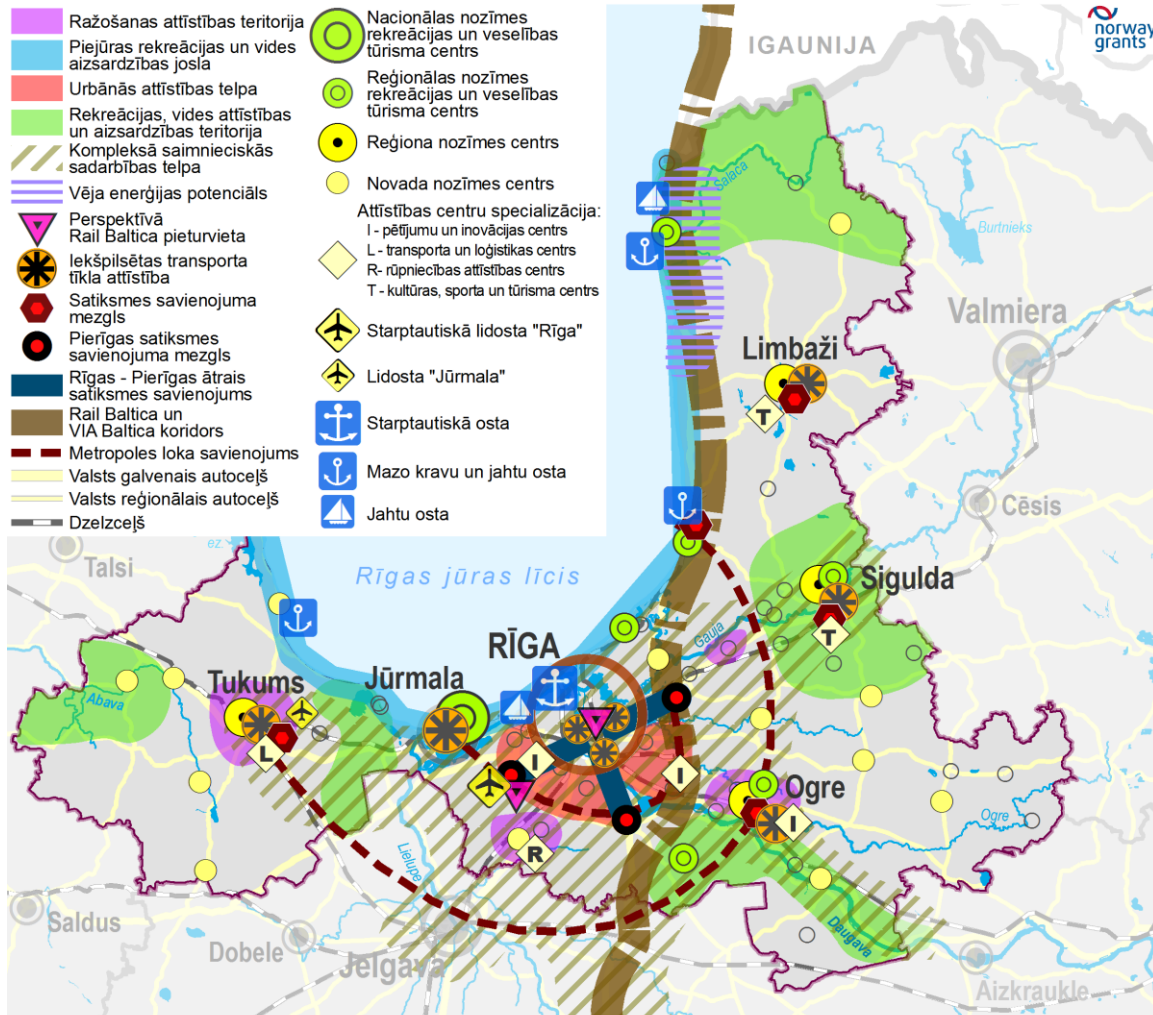 Ražošanas attīstības teritorija
Piejūras rekreācijas un vides
aizsardzības josla
Urbānās attīstības telpa
Rekreācijas, vides attīstības
un aizsardzības teritorija
Kompleksā saimnieciskās
sadarbības telpa
Vēja enerģijas potenciāls
Perspektīvā
Rail Baltica pieturvieta
Iekšpilsētas transporta
tīkla attīstība
Satiksmes savienojuma
mezgls
Pierīgas satiksmes
savienojuma mezgls
Rīgas - Pierīgas ātrais
satiksmes savienojums
Rail Baltica un
VIA Baltica koridors
Metropoles loka savienojums
Valsts galvenais autoceļš
Valsts reģionālais autoceļš
Dzelzceļš
Nacionālas nozīmes
rekreācijas un veselības
tūrisma centrs
Reģionālas nozīmes
rekreācijas un veselības
tūrisma centrs
Reģiona nozīmes centrs
Novada nozīmes centrs
Attīstības centru specializācija:
I - pētījumu un inovācijas centrs
L - transporta un loģistikas centrs
R- rūpniecības attīstības centrs
T - kultūras, sporta un tūrisma centrs
Starptautiskā lidosta "Rīga"
Lidosta "Jūrmala"
Starptautiskā osta
Mazo kravu un jahtu osta
Jahtu osta
norway
grants
IGAUNIJA
Salaca
Burtnieks
Valmiera
Limbaži
T
Cēsis
Talsi
ez.
Rīgas jūras līcis
Sigulda
T
Gauja
RĪGA
Jūrmala
Tukums
Abava
L
I
I
Ogre
I
Ogre
R
Lielupe
Saldus
Dobele
Jelgava
Daugava
Aizkraukle